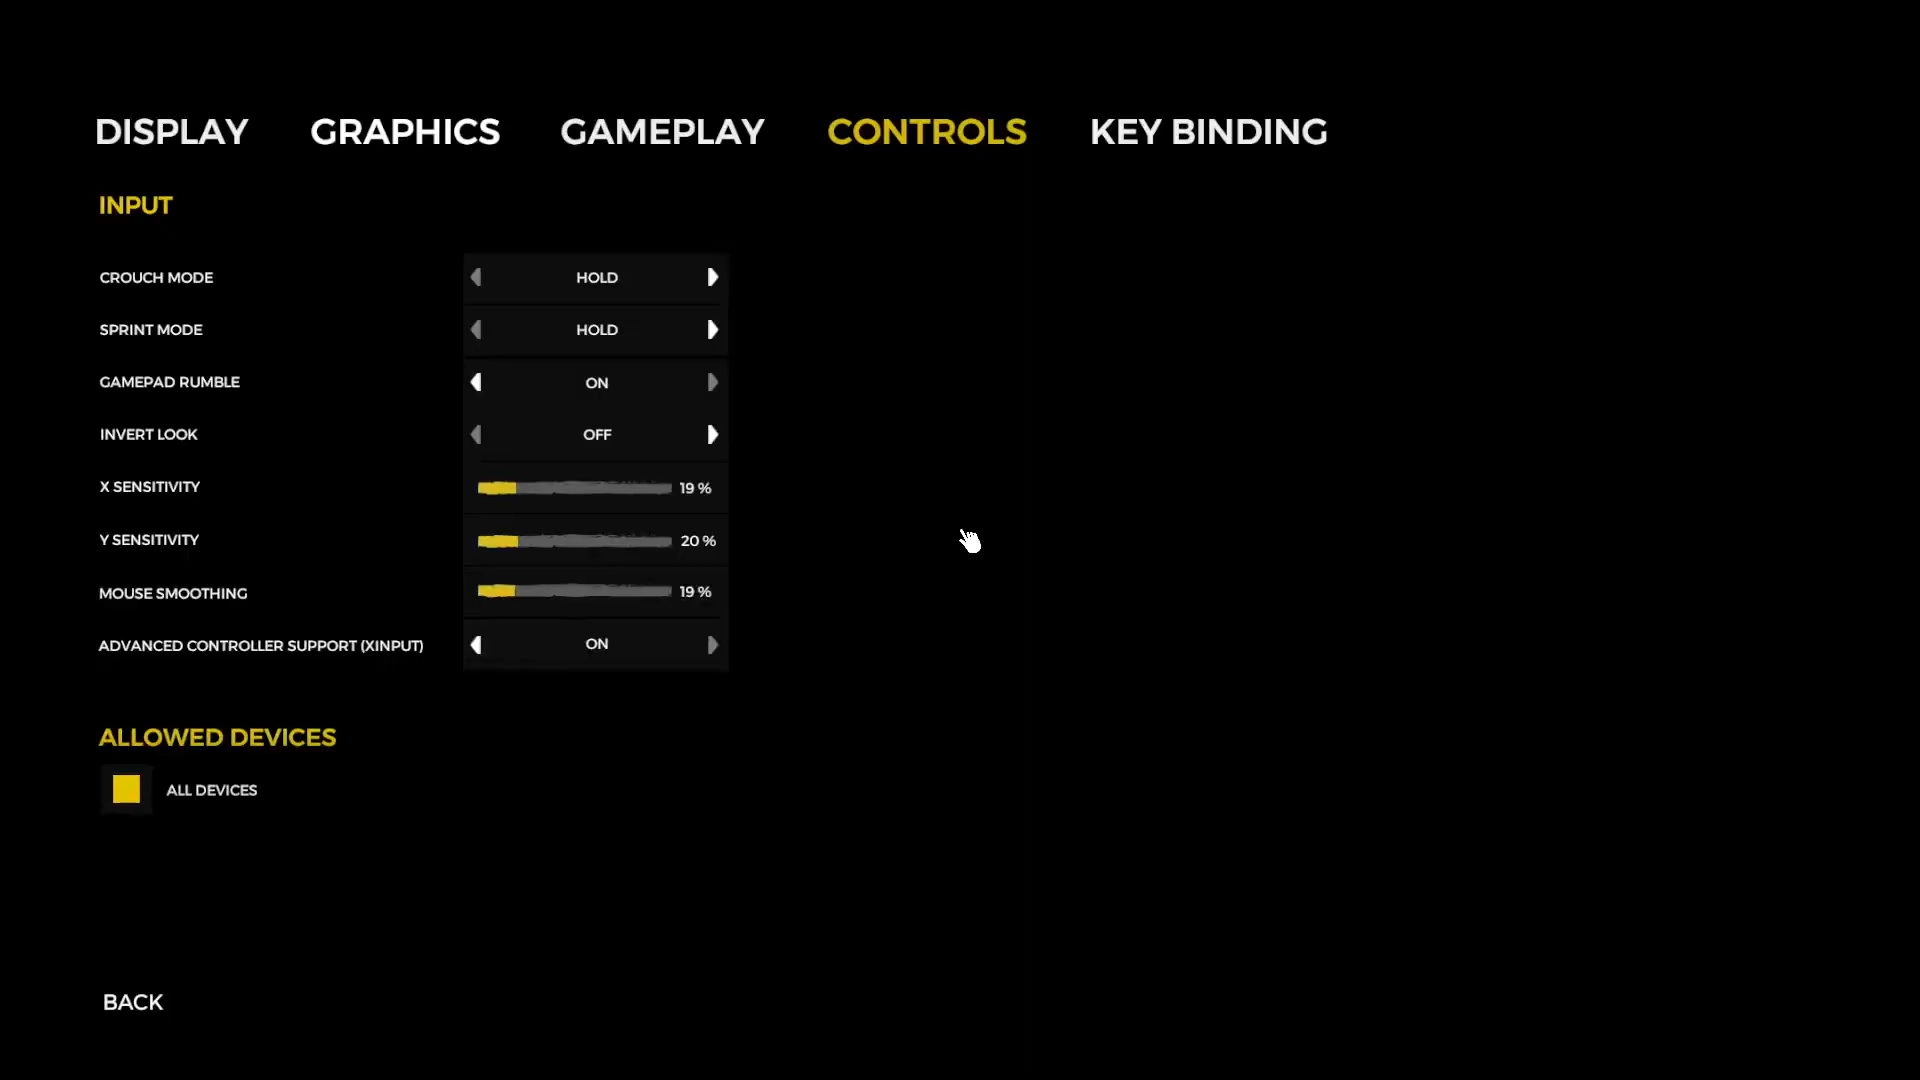 DISPLAY GRAPHICS GAMEPLAY CONTROLS KEY BINDING
INPUT
CROUCH MODE HOLD
SPRINT MODE HOLD
GAMEPAD RUMBLE ON
INVERT LOOK OFF
X SENSITIVITY 19 %
Y SENSITIVITY 20 %
MOUSE SMOOTHING 19 %
ADVANCED CONTROLLER SUPPORT (XINPUT) ON
ALLOWED DEVICES
ALL DEVICES
BACK